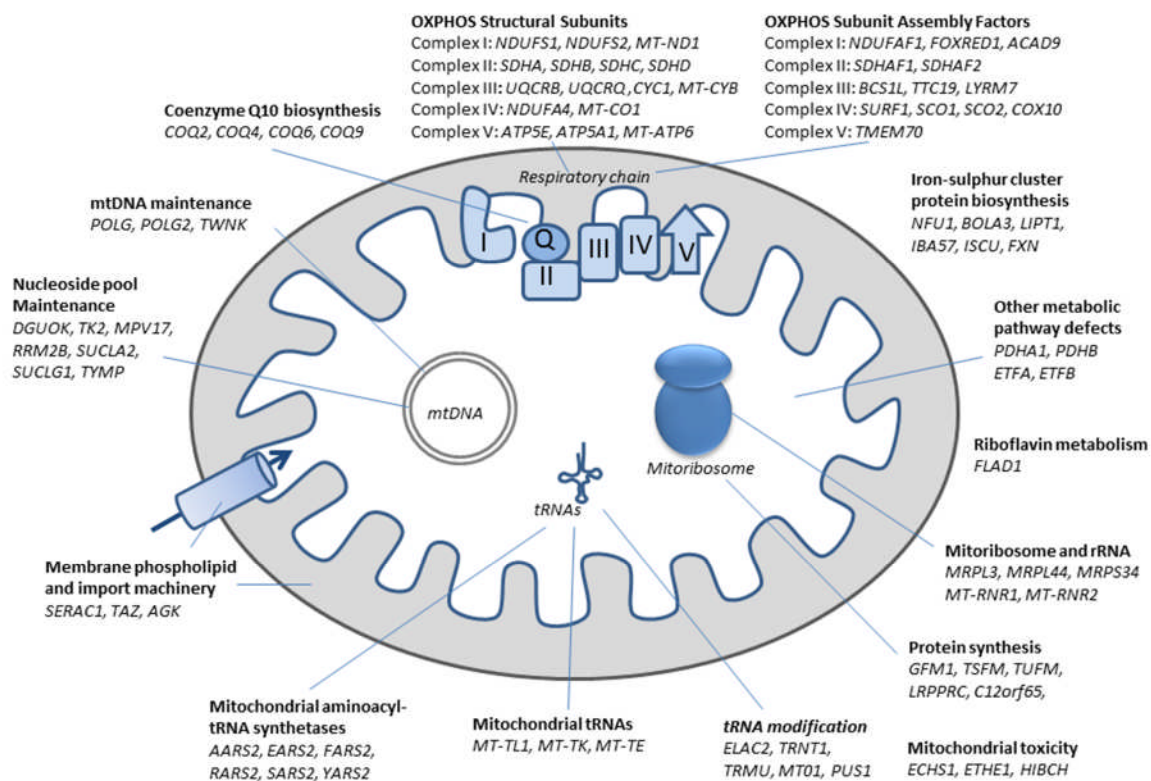 OXPHOS Structural Subunits
Complex I: NDUFS1, NDUFS2, MT-ND1
Complex II: SDHA, SDHB, SDHC, SDHD
Complex III: UQCRB, UQCRQ ,CYC1, MT-CYB
Complex IV: NDUFA4, MT-CO1
Complex V: ATP5E, ATP5A1, MT-ATP6
OXPHOS Subunit Assembly Factors
Complex I: NDUFAF1, FOXRED1, ACAD9
Complex II: SDHAF1, SDHAF2
Complex III: BCS1L, TTC19, LYRM7
Complex IV: SURF1, SCO1, SCO2, COX10
Complex V: TMEM70
Coenzyme Q10 biosynthesis
COQ2, COQ4, COQ6, COQ9
Respiratory chain
I
Q
II
III
IV
V
Iron-sulphur cluster
protein biosynthesis
NFU1, BOLA3, LIPT1,
IBA57, ISCU, FXN
mtDNA maintenance
POLG, POLG2, TWNK
Nucleoside pool
Maintenance
DGUOK, TK2, MPV17,
RRM2B, SUCLA2,
SUCLG1, TYMP
Other metabolic
pathway defects
PDHA1, PDHB
ETFA, ETFB
mtDNA
Mitoribosome
tRNAs
Riboflavin metabolism
FLAD1
Membrane phospholipid
and import machinery
SERAC1, TAZ, AGK
Mitoribosome and rRNA
MRPL3, MRPL44, MRPS34
MT-RNR1, MT-RNR2
Protein synthesis
GFM1, TSFM, TUFM,
LRPPRC, C12orf65,
Mitochondrial aminoacyl-
tRNA synthetases
AARS2, EARS2, FARS2,
RARS2, SARS2, YARS2
Mitochondrial tRNAs
MT-TL1, MT-TK, MT-TE
tRNA modification
ELAC2, TRNT1,
TRMU, MT01, PUS1
Mitochondrial toxicity
ECHS1, ETHE1, HIBCH